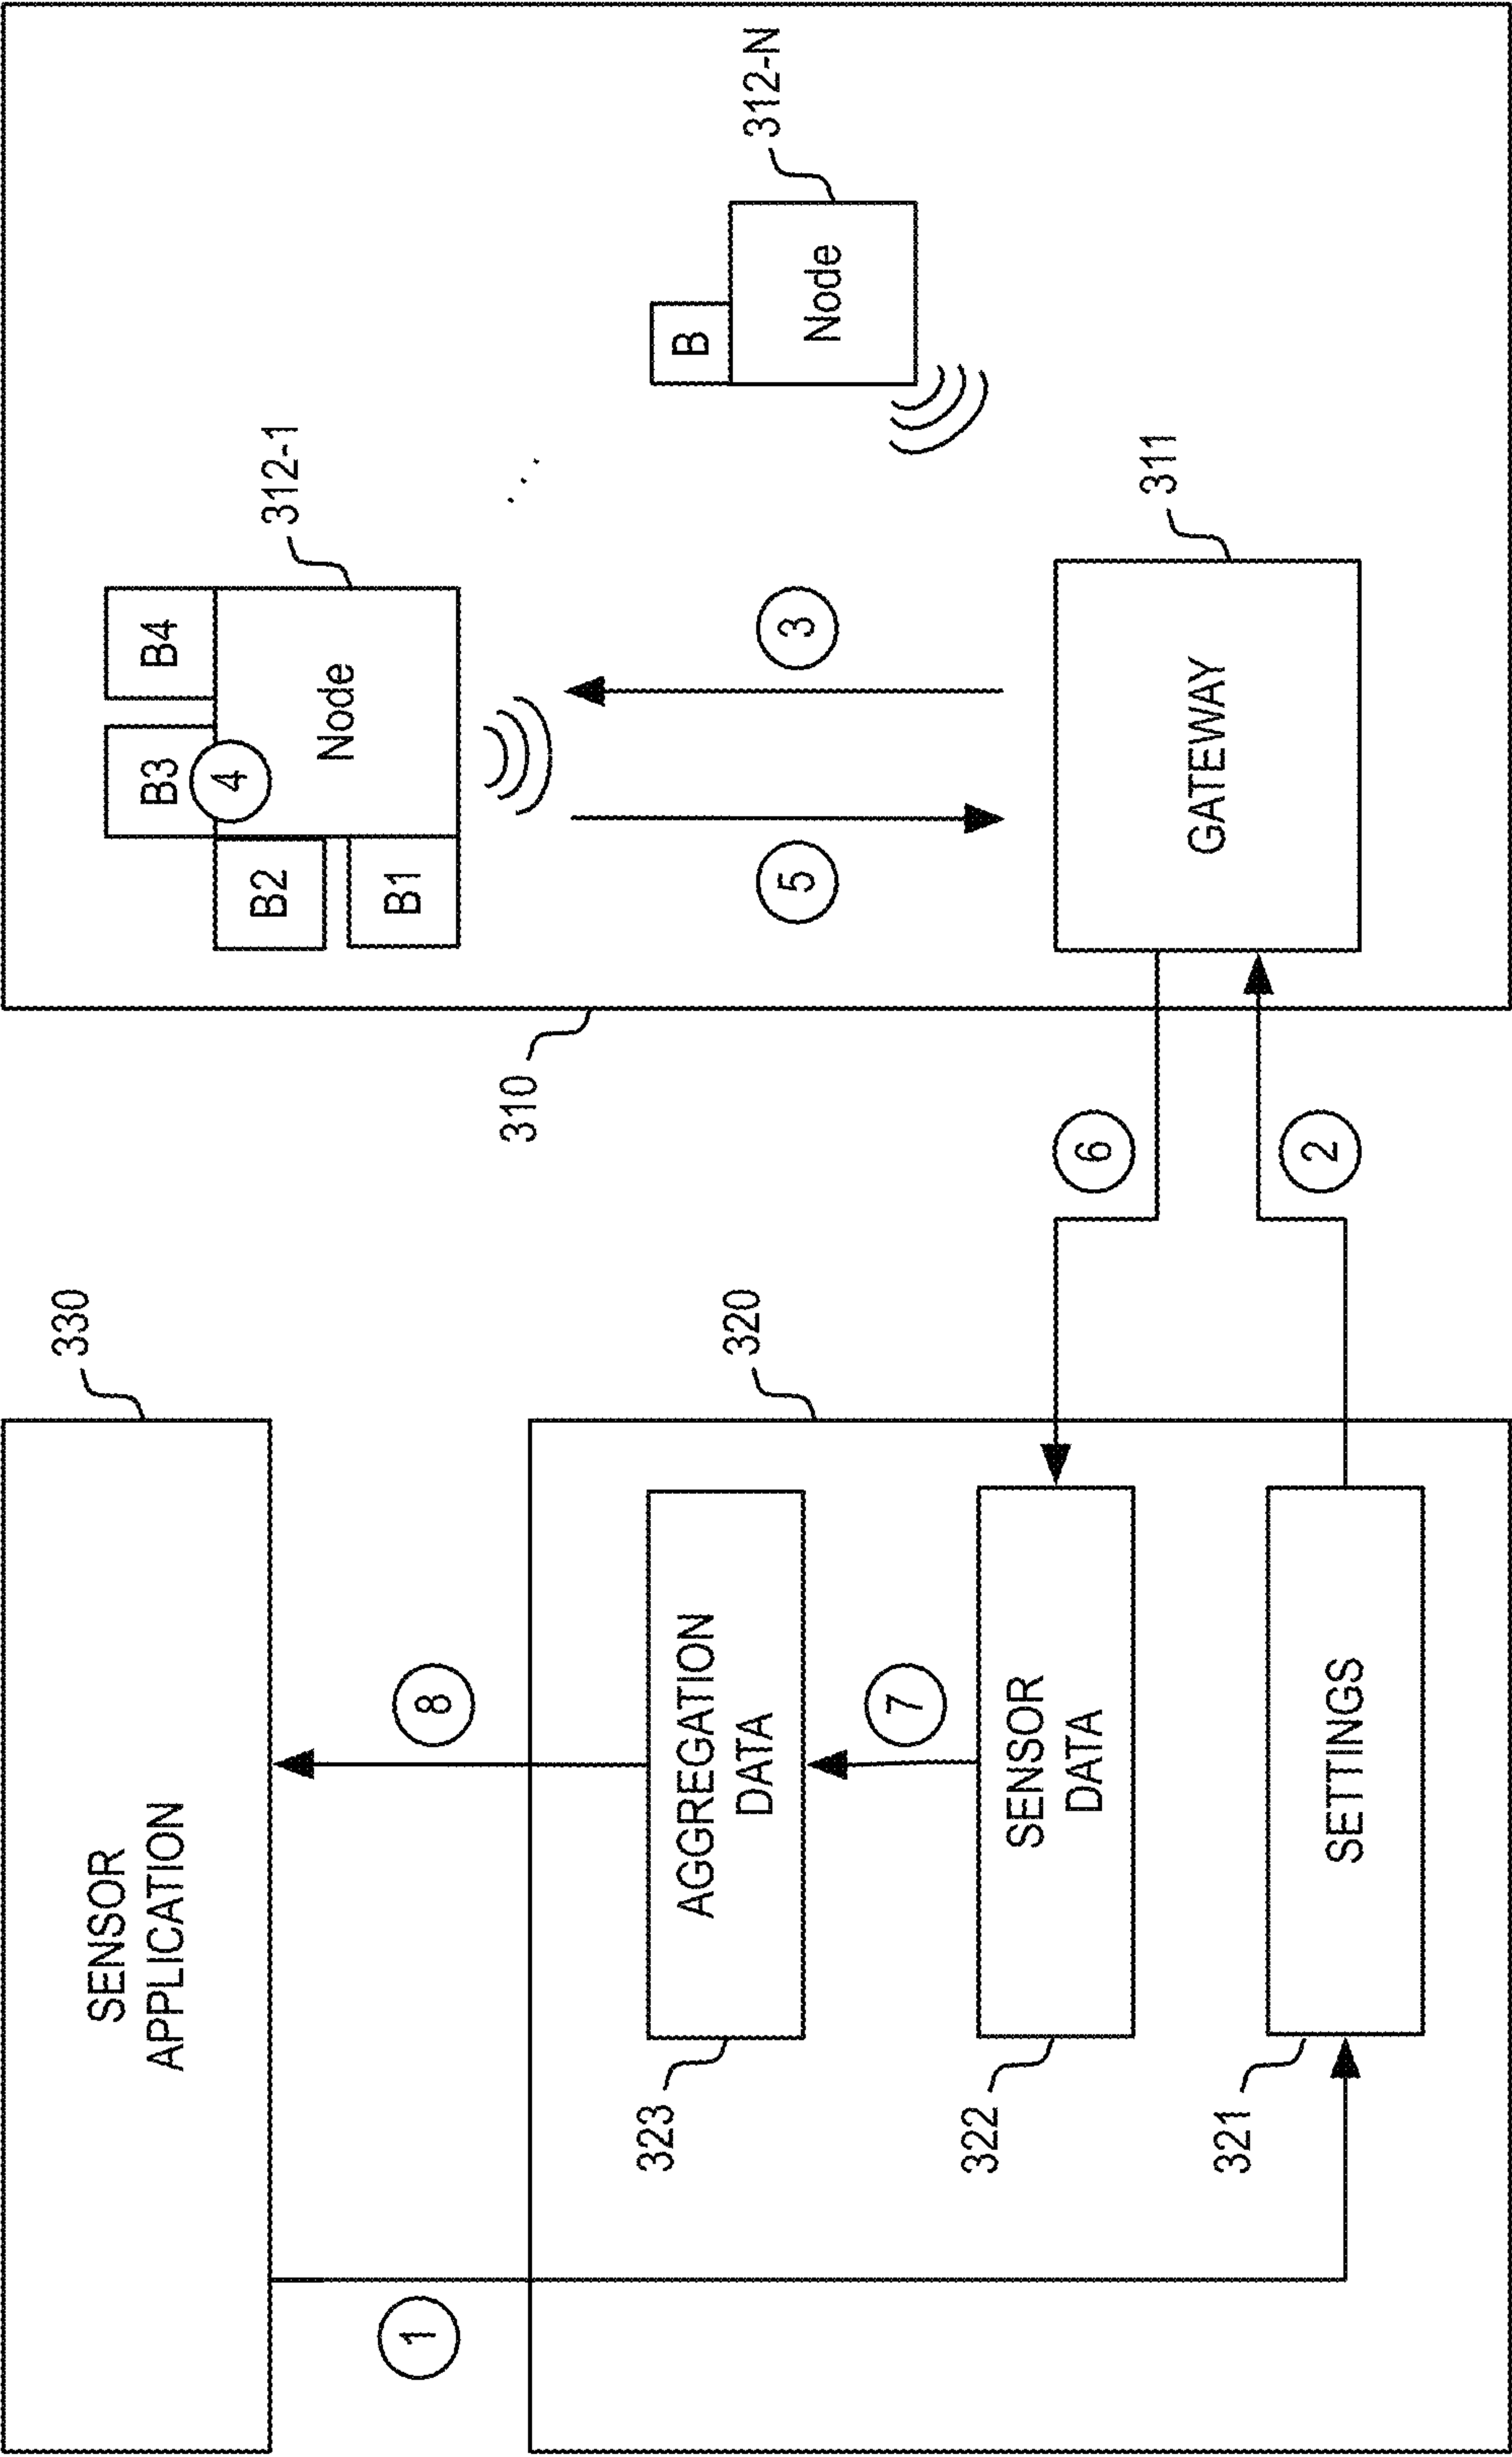 SENSOR
APPLICATION
330
1
8
320
AGGREGATION
DATA
323
7
SENSOR
DATA
322
SETTINGS
321
6
2
310
B2
B3
B4
B1
4
Node
312-1
...
B
Node
312-N
5
3
GATEWAY
311